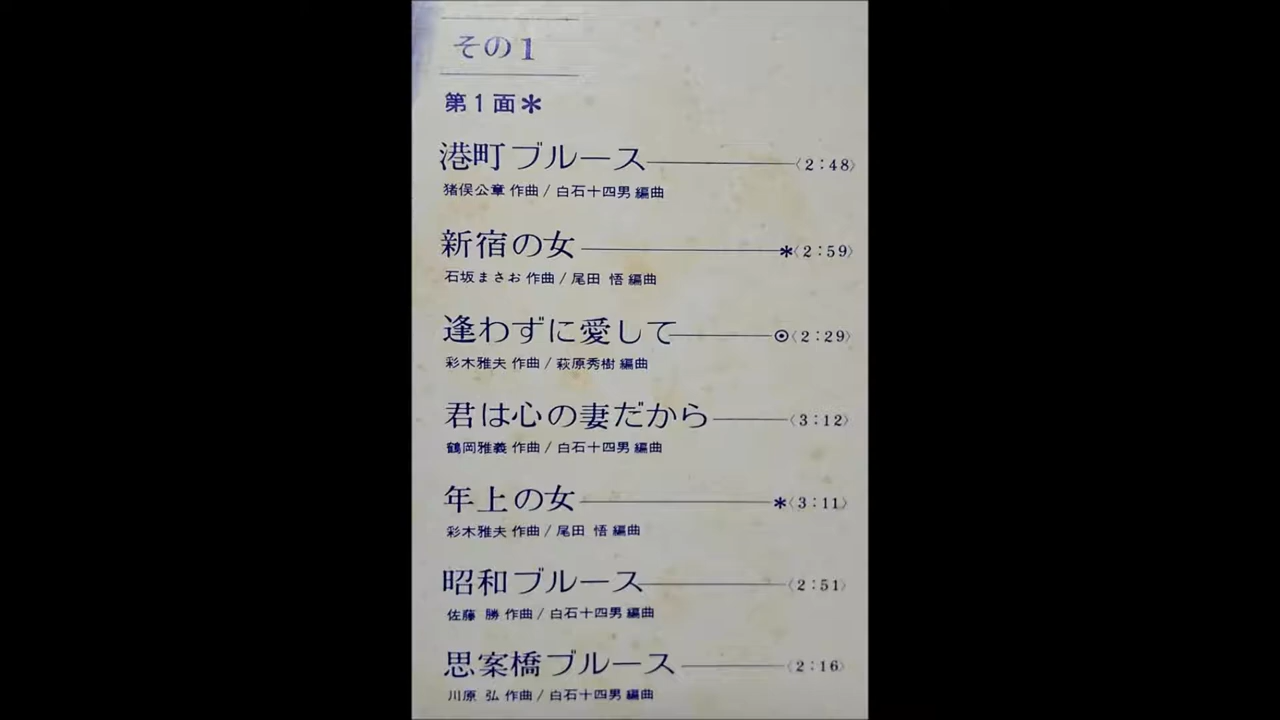 その1
第1面＊
港町ブルース 〈2:48〉
猪俣公章 作曲 / 白石十四男 編曲
新宿の女 ＊〈2:59〉
石坂まさお 作曲 / 尾田 悟 編曲
逢わずに愛して ⊙〈2:29〉
彩木雅夫 作曲 / 萩原秀樹 編曲
君は心の妻だから 〈3:12〉
鶴岡雅義 作曲 / 白石十四男 編曲
年上の女 ＊〈3:11〉
彩木雅夫 作曲 / 尾田 悟 編曲
昭和ブルース 〈2:51〉
佐藤 勝 作曲 / 白石十四男 編曲
思案橋ブルース 〈2:16〉
川原 弘 作曲 / 白石十四男 編曲